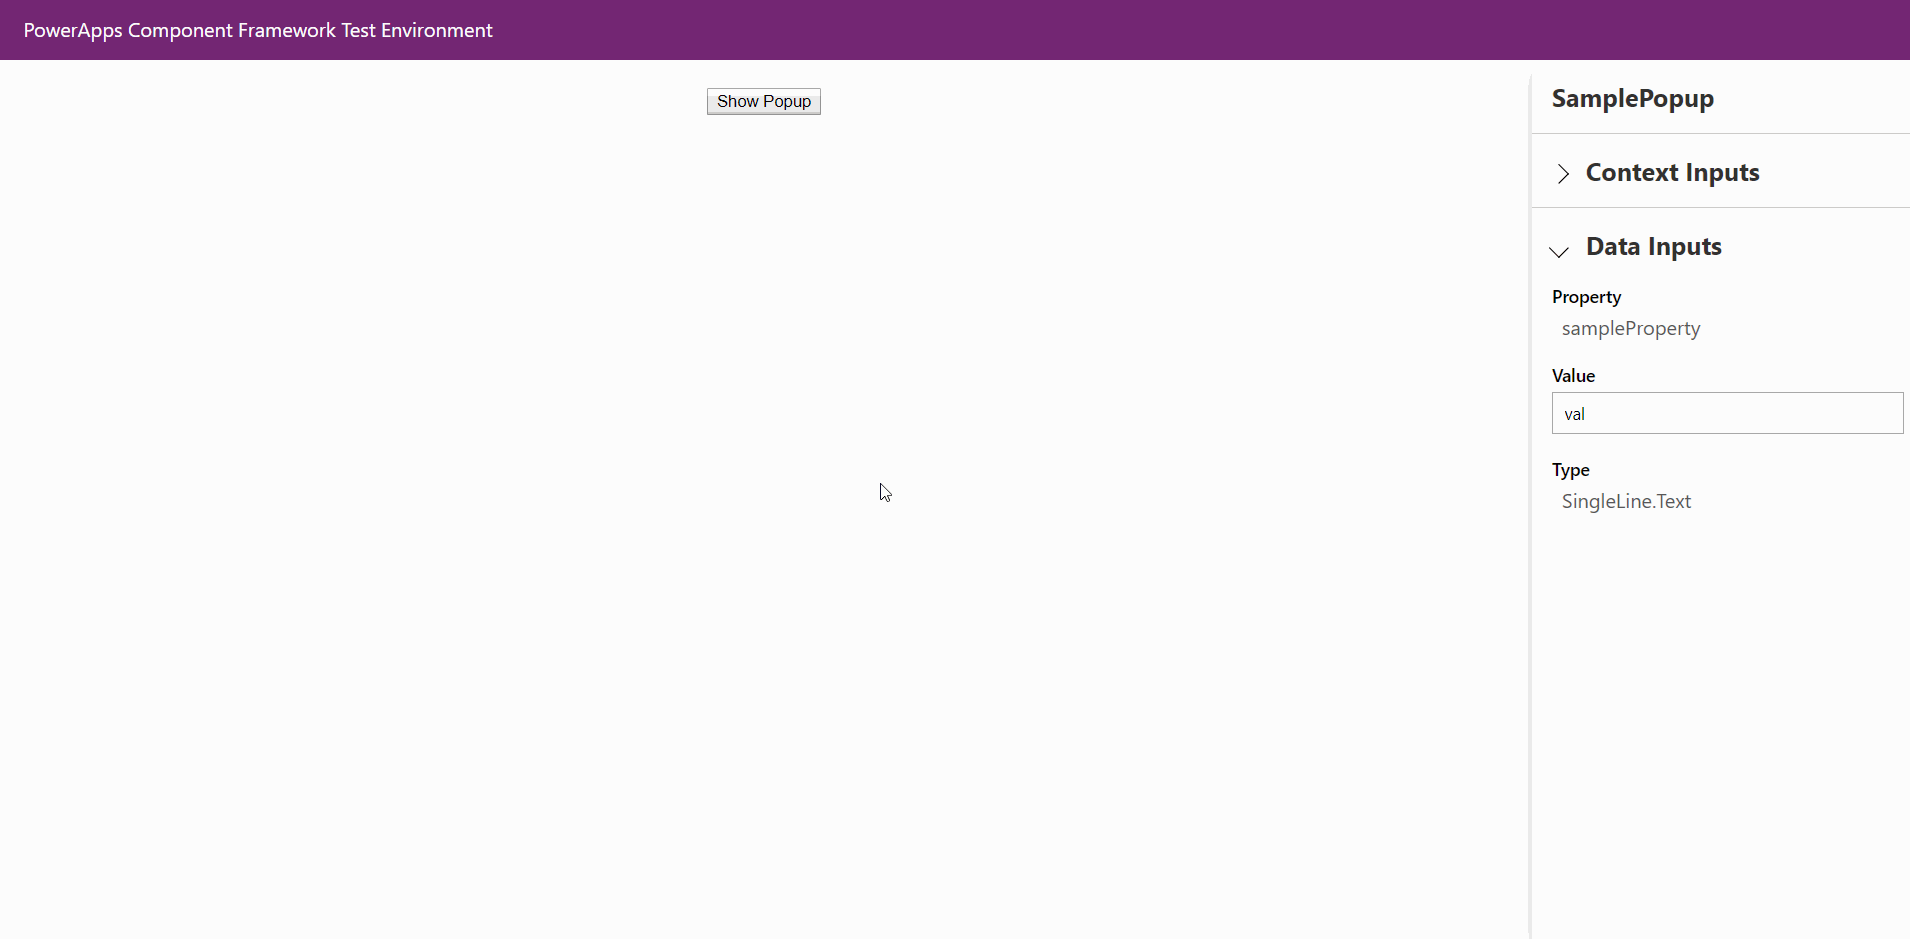 PowerApps Component Framework Test Environment
Show Popup
SamplePopup
Context Inputs
Data Inputs
Property
sampleProperty
Value
val
Type
SingleLine.Text